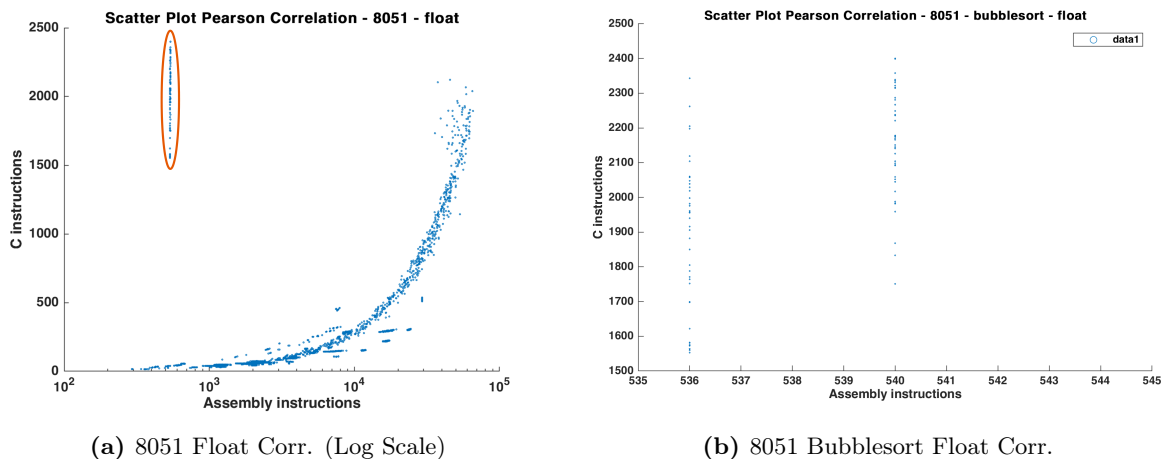 Scatter Plot Pearson Correlation - 8051 - float
2500
2000
1500
1000
500
0
10^2
10^3
10^4
10^5
C instructions
Assembly instructions
(a) 8051 Float Corr. (Log Scale)
Scatter Plot Pearson Correlation - 8051 - bubblesort - float
data1
2500
2400
2300
2200
2100
2000
1900
1800
1700
1600
1500
535 536 537 538 539 540 541 542 543 544 545
C instructions
Assembly instructions
(b) 8051 Bubblesort Float Corr.